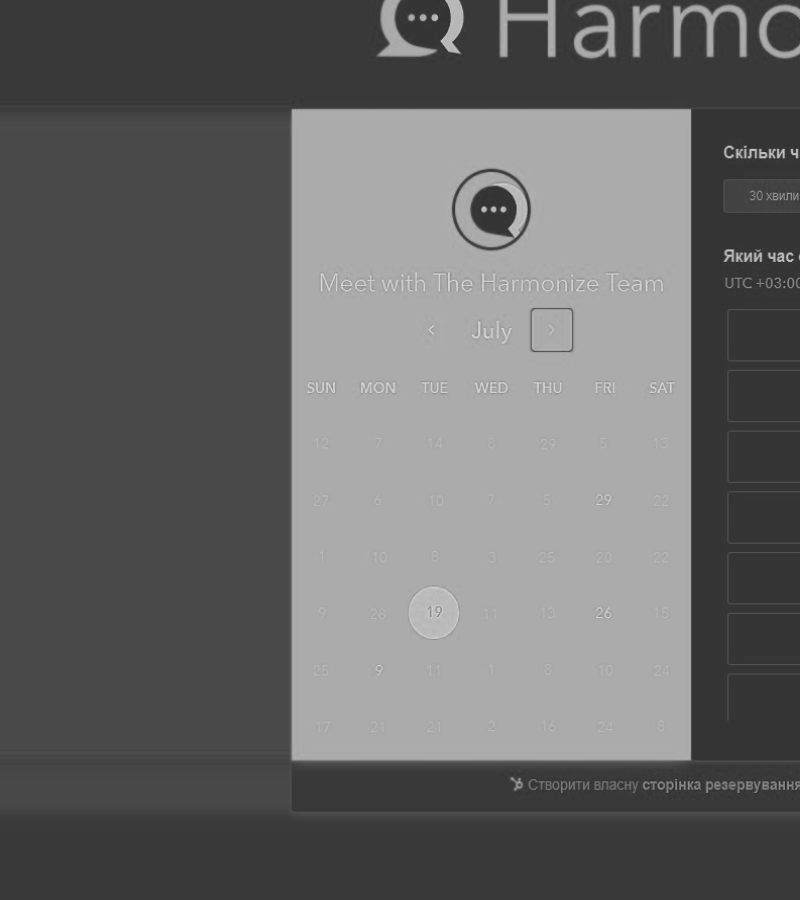 Harmo
Meet with The Harmonize Team
July
SUN MON TUE WED THU FRI SAT
12 7 14 8 29 5 13
27 6 10 7 5 29 22
1 10 8 3 25 20 22
9 28 19 11 13 26 15
25 9 11 1 8 10 24
17 21 21 2 16 24 8
Скільки ч
30 хвили
Який час
UTC +03:00
Створити власну сторінка резервування